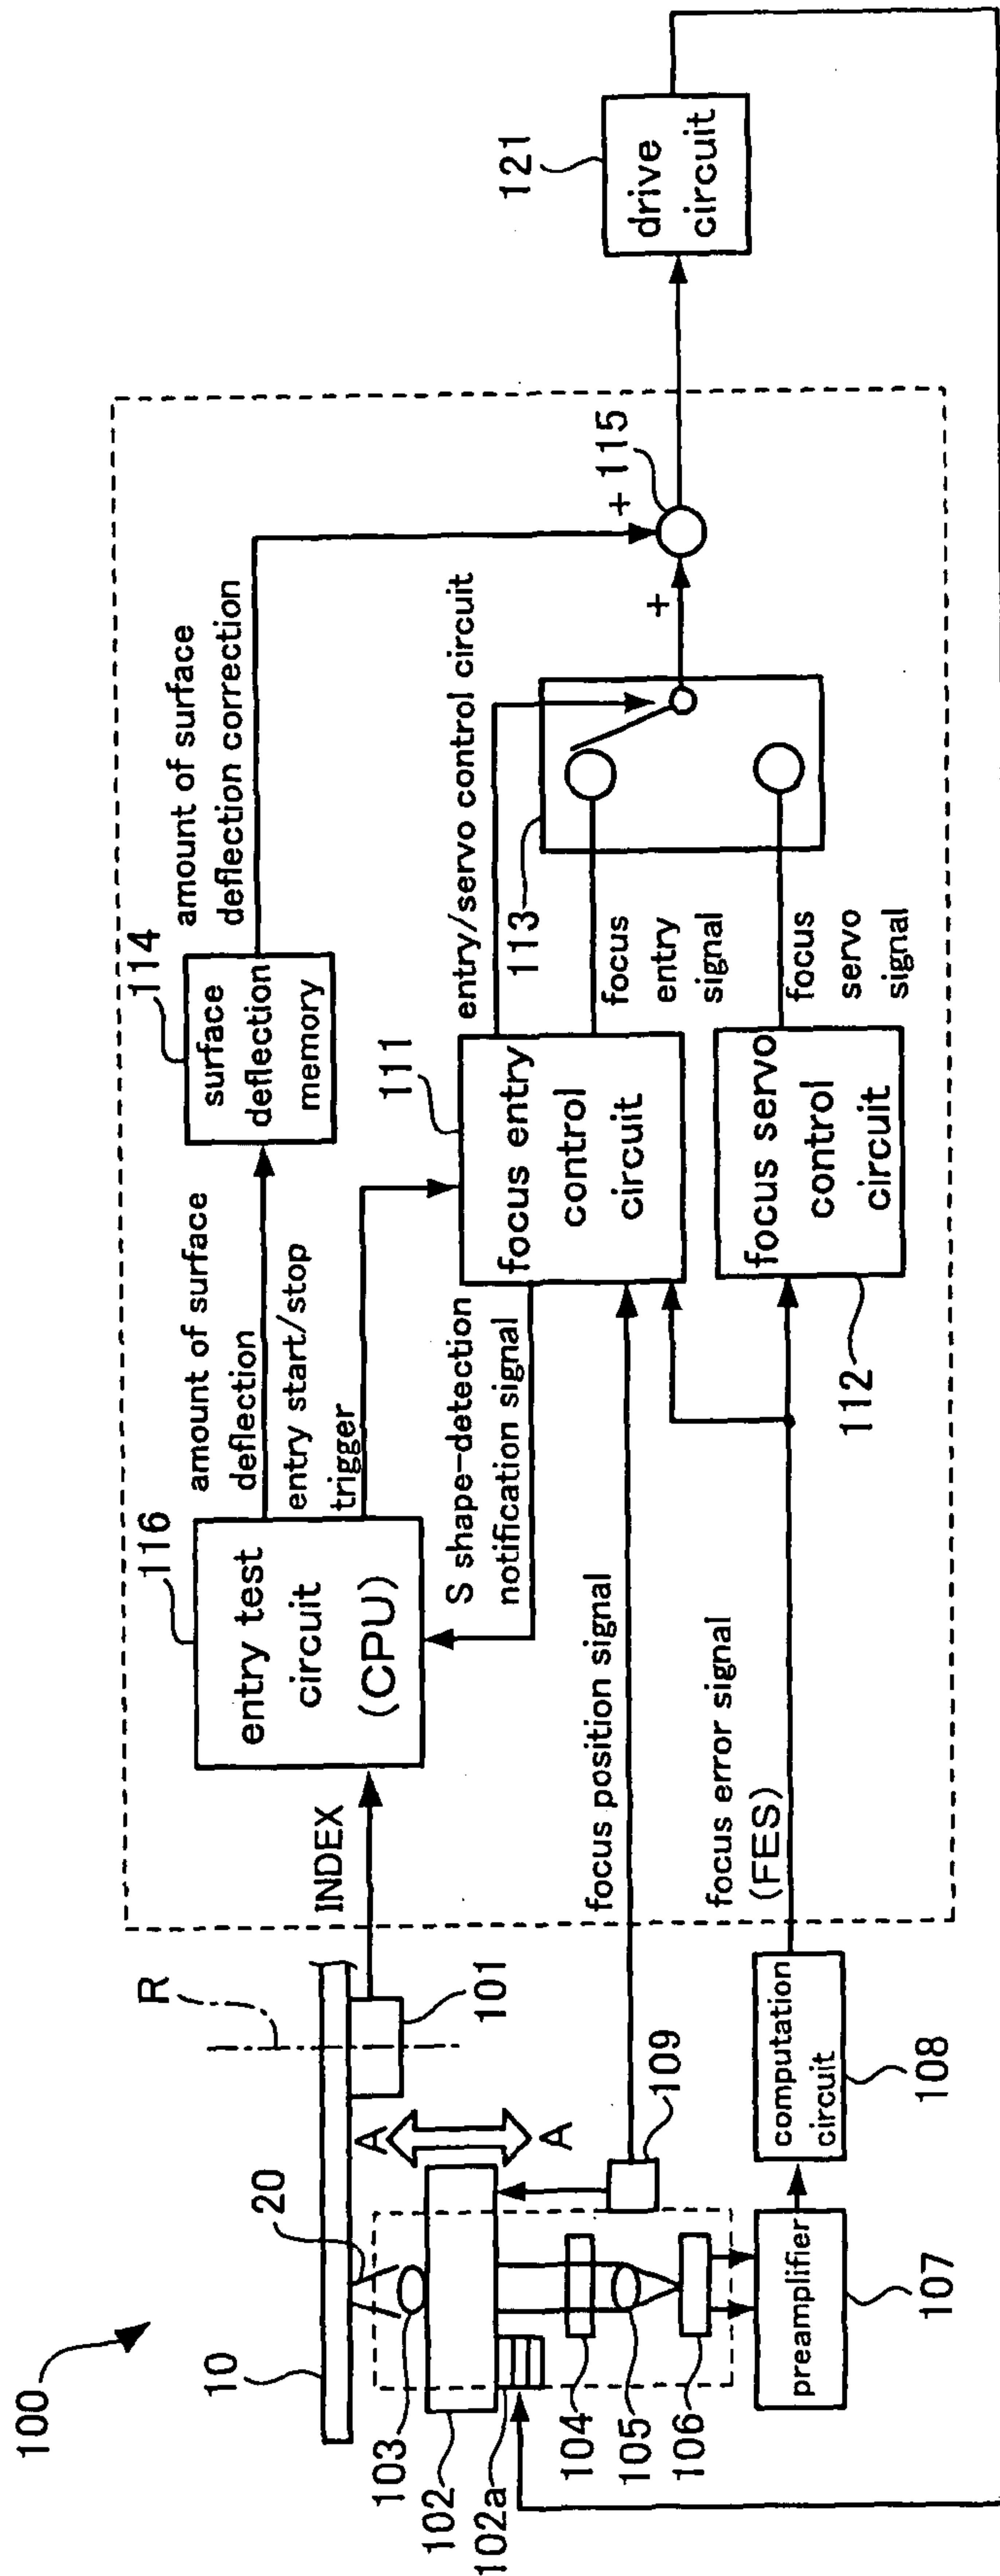 100
10
20
R
103
102
102a
104
105
106
101
109
A
A
preamplifier
107
computation
circuit
108
INDEX
focus position signal
focus error signal
(FES)
116
entry test
circuit
(CPU)
amount of surface
deflection
entry start/stop
trigger
S shape-detection
notification signal
114
surface
deflection
memory
111
focus entry
control
circuit
focus servo
control
circuit
112
amount of surface
deflection correction
entry/servo control circuit
113
focus
entry
signal
focus
servo
signal
+
+
115
121
drive
circuit